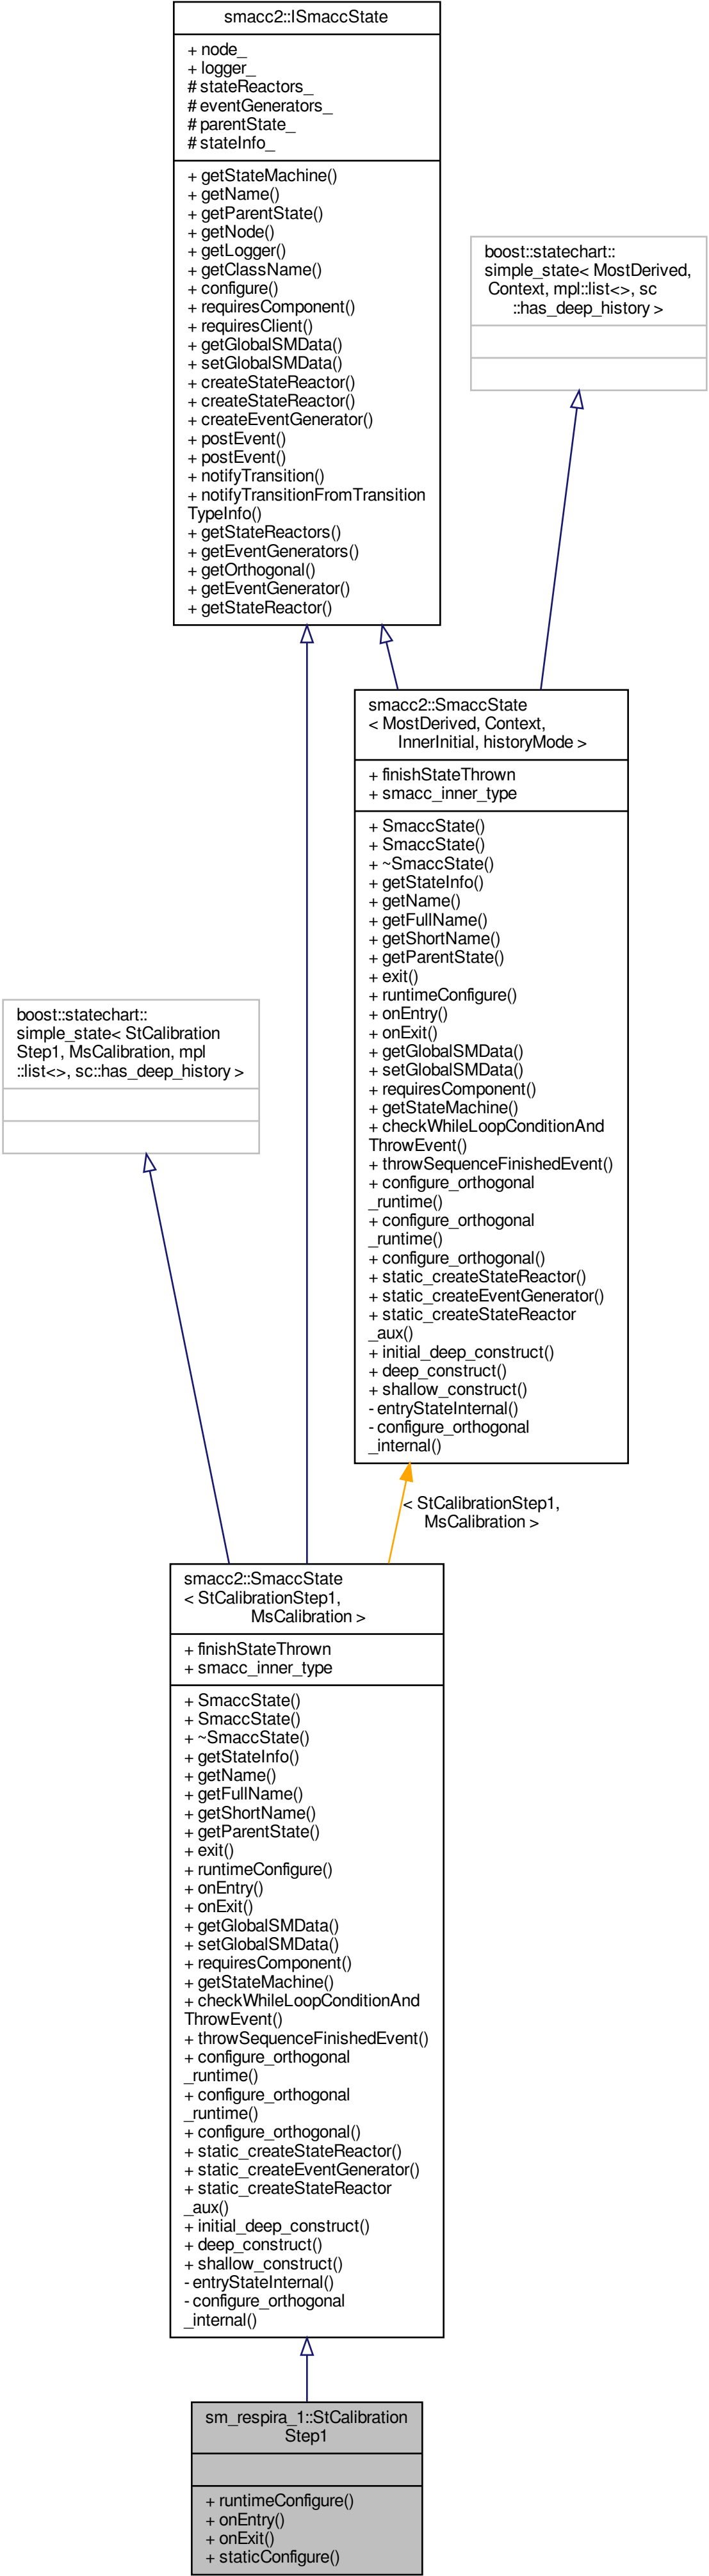 smacc2::ISmaccState
+ node_
+ logger_
# stateReactors_
# eventGenerators_
# parentState_
# stateInfo_
+ getStateMachine()
+ getName()
+ getParentState()
+ getNode()
+ getLogger()
+ getClassName()
+ configure()
+ requiresComponent()
+ requiresClient()
+ getGlobalSMData()
+ setGlobalSMData()
+ createStateReactor()
+ createStateReactor()
+ createEventGenerator()
+ postEvent()
+ postEvent()
+ notifyTransition()
+ notifyTransitionFromTransition
TypeInfo()
+ getStateReactors()
+ getEventGenerators()
+ getOrthogonal()
+ getEventGenerator()
+ getStateReactor()
boost::statechart::
simple_state< MostDerived,
Context, mpl::list<>, sc
::has_deep_history >
smacc2::SmaccState
< MostDerived, Context,
InnerInitial, historyMode >
+ finishStateThrown
+ smacc_inner_type
+ SmaccState()
+ SmaccState()
+ ~SmaccState()
+ getStateInfo()
+ getName()
+ getFullName()
+ getShortName()
+ getParentState()
+ exit()
+ runtimeConfigure()
+ onEntry()
+ onExit()
+ getGlobalSMData()
+ setGlobalSMData()
+ requiresComponent()
+ getStateMachine()
+ checkWhileLoopConditionAnd
ThrowEvent()
+ throwSequenceFinishedEvent()
+ configure_orthogonal
_runtime()
+ configure_orthogonal
_runtime()
+ configure_orthogonal()
+ static_createStateReactor()
+ static_createEventGenerator()
+ static_createStateReactor
_aux()
+ initial_deep_construct()
+ deep_construct()
+ shallow_construct()
- entryStateInternal()
- configure_orthogonal
_internal()
boost::statechart::
simple_state< StCalibration
Step1, MsCalibration, mpl
::list<>, sc::has_deep_history >
< StCalibrationStep1,
MsCalibration >
smacc2::SmaccState
< StCalibrationStep1,
MsCalibration >
+ finishStateThrown
+ smacc_inner_type
+ SmaccState()
+ SmaccState()
+ ~SmaccState()
+ getStateInfo()
+ getName()
+ getFullName()
+ getShortName()
+ getParentState()
+ exit()
+ runtimeConfigure()
+ onEntry()
+ onExit()
+ getGlobalSMData()
+ setGlobalSMData()
+ requiresComponent()
+ getStateMachine()
+ checkWhileLoopConditionAnd
ThrowEvent()
+ throwSequenceFinishedEvent()
+ configure_orthogonal
_runtime()
+ configure_orthogonal
_runtime()
+ configure_orthogonal()
+ static_createStateReactor()
+ static_createEventGenerator()
+ static_createStateReactor
_aux()
+ initial_deep_construct()
+ deep_construct()
+ shallow_construct()
- entryStateInternal()
- configure_orthogonal
_internal()
sm_respira_1::StCalibration
Step1
+ runtimeConfigure()
+ onEntry()
+ onExit()
+ staticConfigure()